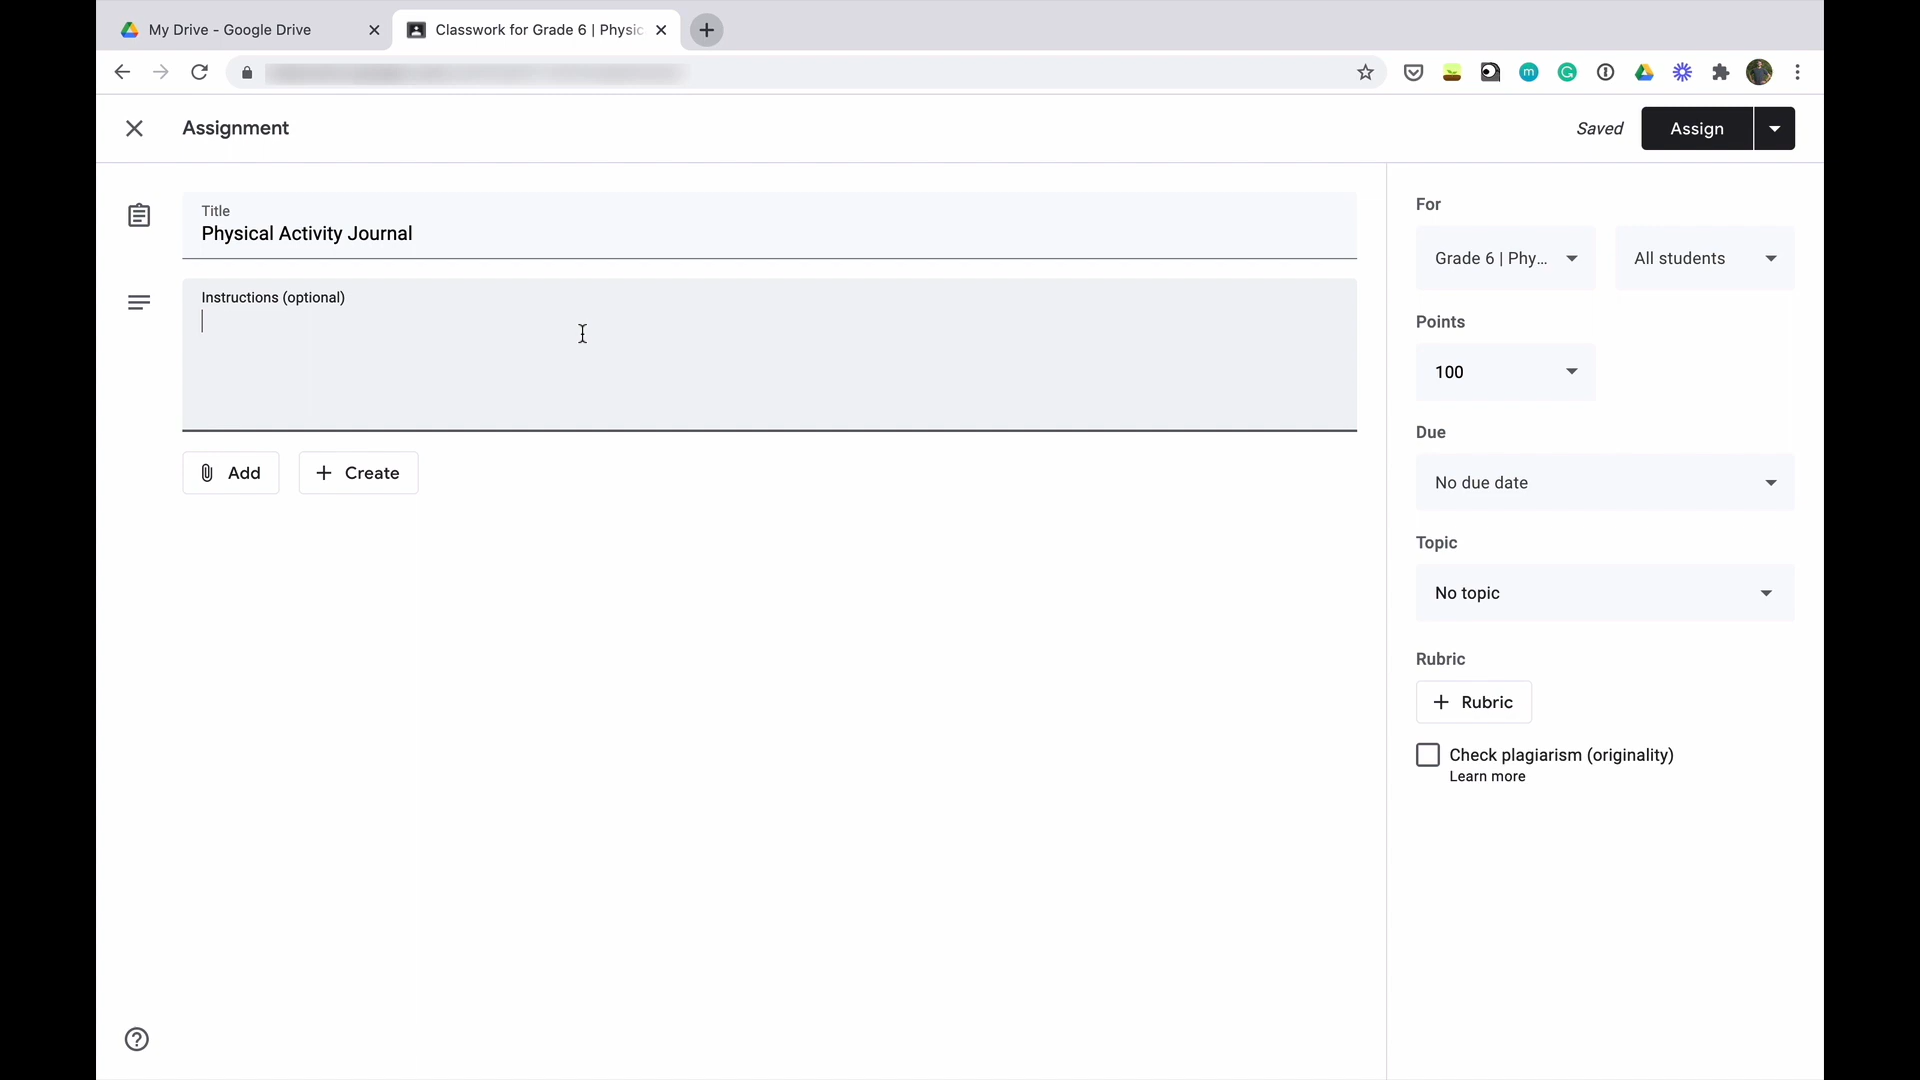 My Drive - Google Drive
Classwork for Grade 6 | Physic
Assignment
Saved
Assign
Title
Physical Activity Journal
Instructions (optional)
Add
Create
For
Grade 6 | Phy...
All students
Points
100
Due
No due date
Topic
No topic
Rubric
Rubric
Check plagiarism (originality)
Learn more